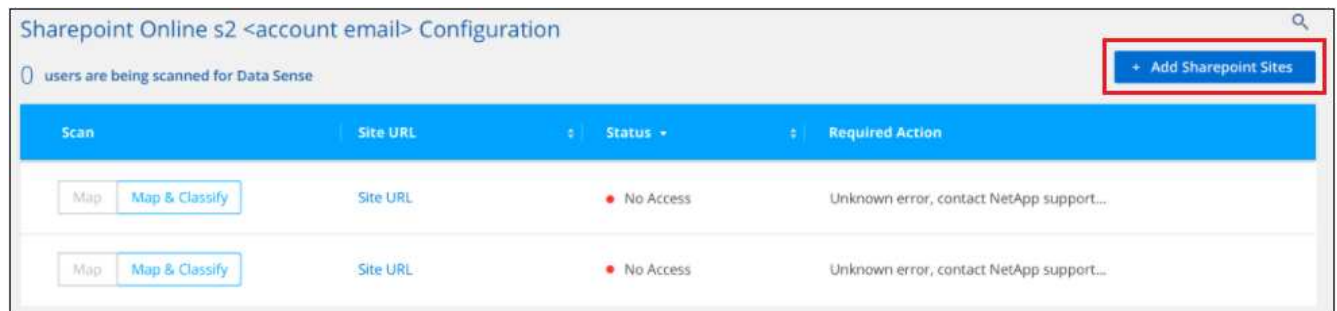 Sharepoint Online s2 <account email> Configuration
0 users are being scanned for Data Sense
+ Add Sharepoint Sites
Scan Site URL Status Required Action
Map Map & Classify Site URL No Access Unknown error, contact NetApp support...
Map Map & Classify Site URL No Access Unknown error, contact NetApp support...